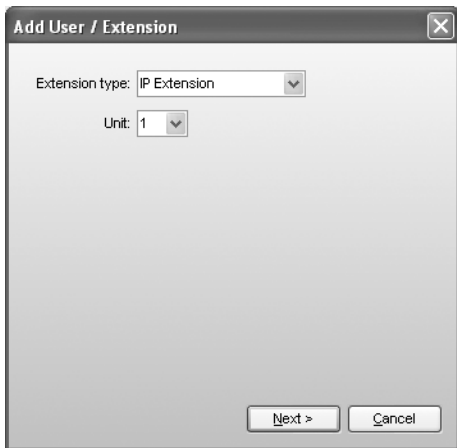 Add User / Extension
Extension type: IP Extension
Unit: 1
Next > Cancel